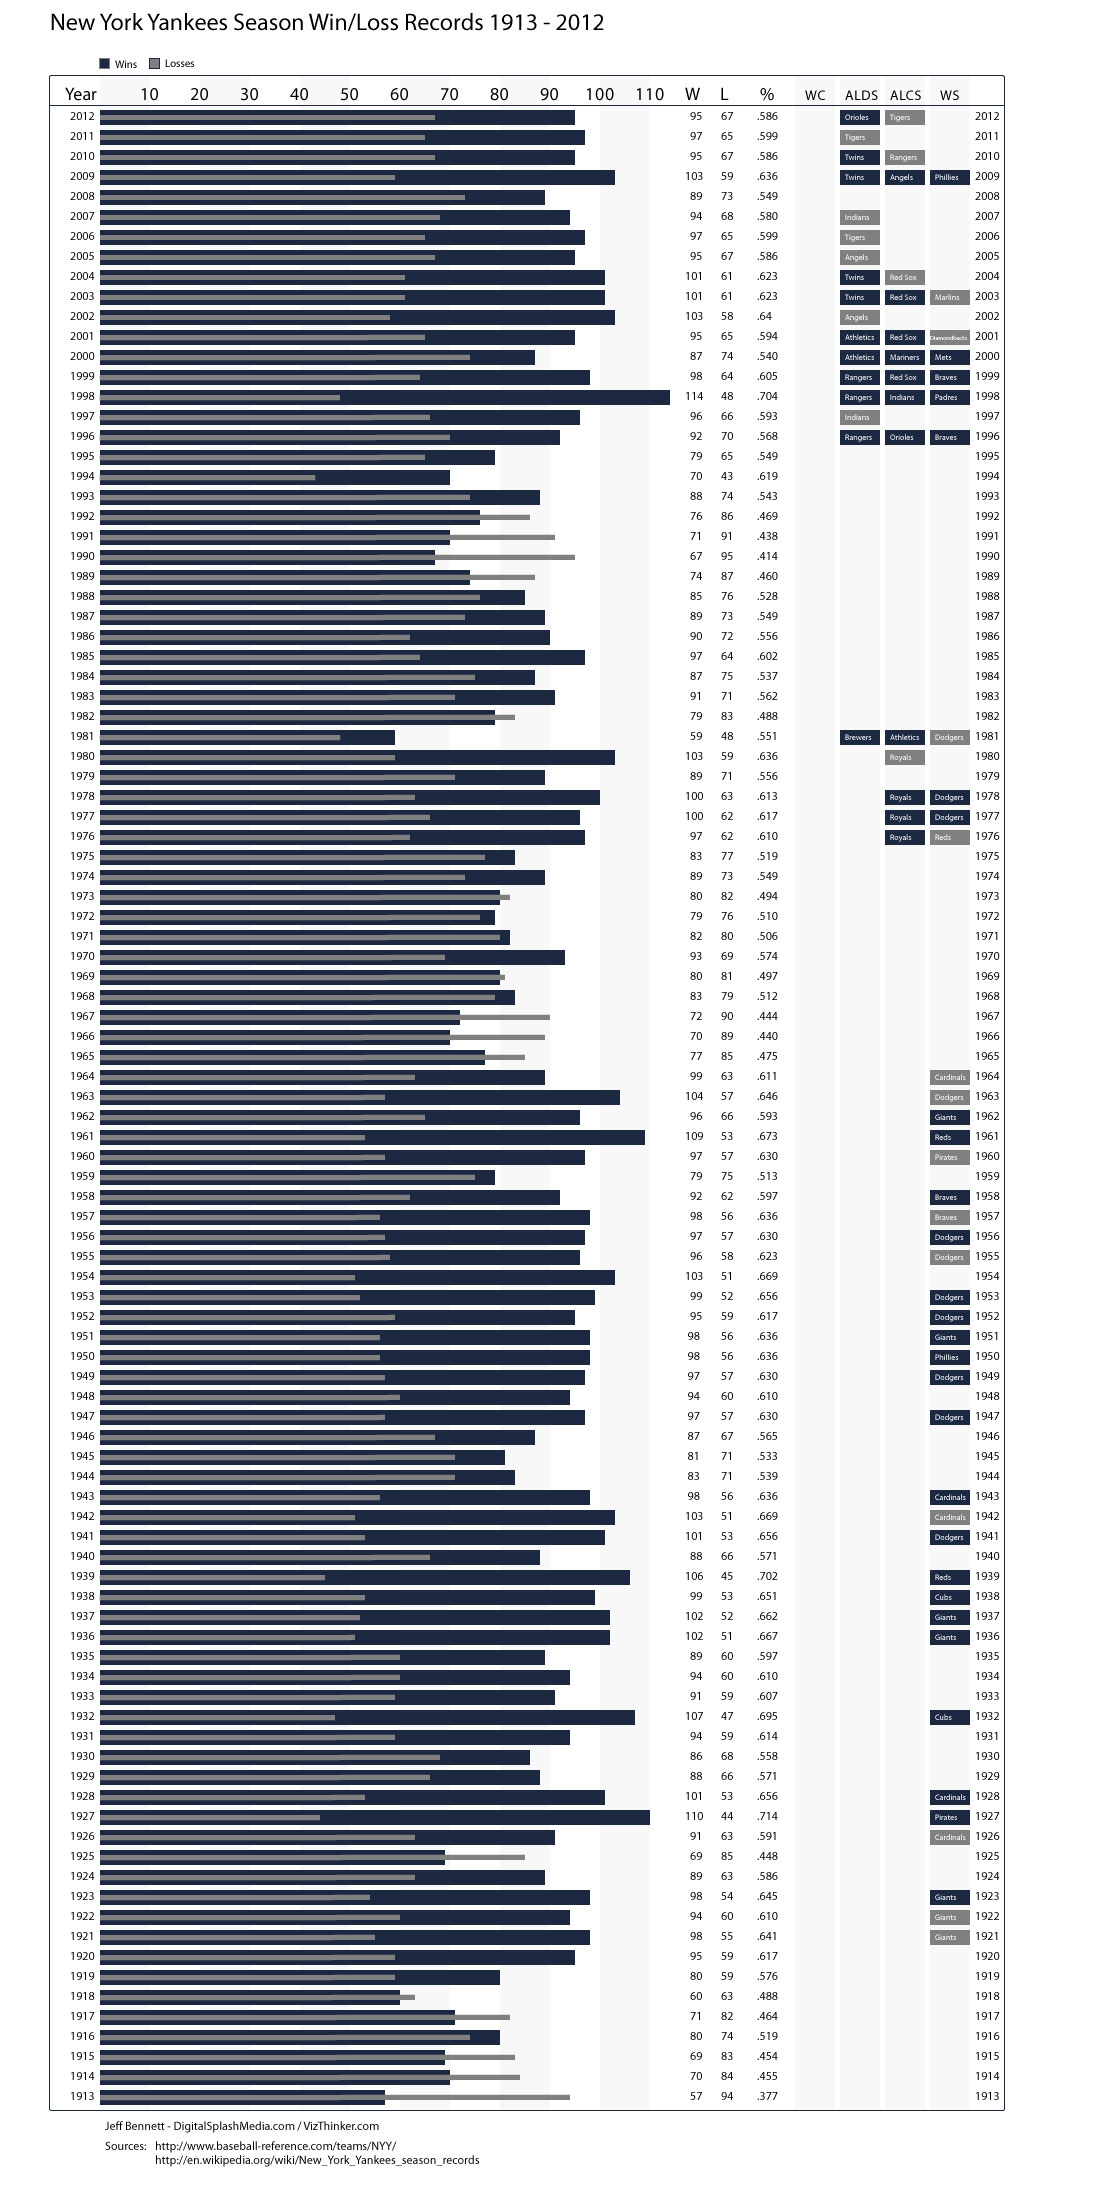 New York Yankees Season Win/Loss Records 1913 - 2012
Wins Losses
Year 10 20 30 40 50 60 70 80 90 100 110 W L % WC ALDS ALCS WS
2012 95 67 .586 Orioles Tigers 2012
2011 97 65 .599 Tigers 2011
2010 95 67 .586 Twins Rangers 2010
2009 103 59 .636 Twins Angels Phillies 2009
2008 89 73 .549 2008
2007 94 68 .580 Indians 2007
2006 97 65 .599 Tigers 2006
2005 95 67 .586 Angels 2005
2004 101 61 .623 Twins Red Sox 2004
2003 101 61 .623 Twins Red Sox Marlins 2003
2002 103 58 .64 Angels 2002
2001 95 65 .594 Athletics Red Sox Diamondbacks 2001
2000 87 74 .540 Athletics Mariners Mets 2000
1999 98 64 .605 Rangers Red Sox Braves 1999
1998 114 48 .704 Rangers Indians Padres 1998
1997 96 66 .593 Indians 1997
1996 92 70 .568 Rangers Orioles Braves 1996
1995 79 65 .549 1995
1994 70 43 .619 1994
1993 88 74 .543 1993
1992 76 86 .469 1992
1991 71 91 .438 1991
1990 67 95 .414 1990
1989 74 87 .460 1989
1988 85 76 .528 1988
1987 89 73 .549 1987
1986 90 72 .556 1986
1985 97 64 .602 1985
1984 87 75 .537 1984
1983 91 71 .562 1983
1982 79 83 .488 1982
1981 59 48 .551 Brewers Athletics Dodgers 1981
1980 103 59 .636 Royals 1980
1979 89 71 .556 1979
1978 100 63 .613 Royals Dodgers 1978
1977 100 62 .617 Royals Dodgers 1977
1976 97 62 .610 Royals Reds 1976
1975 83 77 .519 1975
1974 89 73 .549 1974
1973 80 82 .494 1973
1972 79 76 .510 1972
1971 82 80 .506 1971
1970 93 69 .574 1970
1969 80 81 .497 1969
1968 83 79 .512 1968
1967 72 90 .444 1967
1966 70 89 .440 1966
1965 77 85 .475 1965
1964 99 63 .611 Cardinals 1964
1963 104 57 .646 Dodgers 1963
1962 96 66 .593 Giants 1962
1961 109 53 .673 Reds 1961
1960 97 57 .630 Pirates 1960
1959 79 75 .513 1959
1958 92 62 .597 Braves 1958
1957 98 56 .636 Braves 1957
1956 97 57 .630 Dodgers 1956
1955 96 58 .623 Dodgers 1955
1954 103 51 .669 1954
1953 99 52 .656 Dodgers 1953
1952 95 59 .617 Dodgers 1952
1951 98 56 .636 Giants 1951
1950 98 56 .636 Phillies 1950
1949 97 57 .630 Dodgers 1949
1948 94 60 .610 1948
1947 97 57 .630 Dodgers 1947
1946 87 67 .565 1946
1945 81 71 .533 1945
1944 83 71 .539 1944
1943 98 56 .636 Cardinals 1943
1942 103 51 .669 Cardinals 1942
1941 101 53 .656 Dodgers 1941
1940 88 66 .571 1940
1939 106 45 .702 Reds 1939
1938 99 53 .651 Cubs 1938
1937 102 52 .662 Giants 1937
1936 102 51 .667 Giants 1936
1935 89 60 .597 1935
1934 94 60 .610 1934
1933 91 59 .607 1933
1932 107 47 .695 Cubs 1932
1931 94 59 .614 1931
1930 86 68 .558 1930
1929 88 66 .571 1929
1928 101 53 .656 Cardinals 1928
1927 110 44 .714 Pirates 1927
1926 91 63 .591 Cardinals 1926
1925 69 85 .448 1925
1924 89 63 .586 1924
1923 98 54 .645 Giants 1923
1922 94 60 .610 Giants 1922
1921 98 55 .641 Giants 1921
1920 95 59 .617 1920
1919 80 59 .576 1919
1918 60 63 .488 1918
1917 71 82 .464 1917
1916 80 74 .519 1916
1915 69 83 .454 1915
1914 70 84 .455 1914
1913 57 94 .377 1913
Jeff Bennett - DigitalSplashMedia.com / VizThinker.com
Sources: http://www.baseball-reference.com/teams/NYY/
http://en.wikipedia.org/wiki/New_York_Yankees_season_records